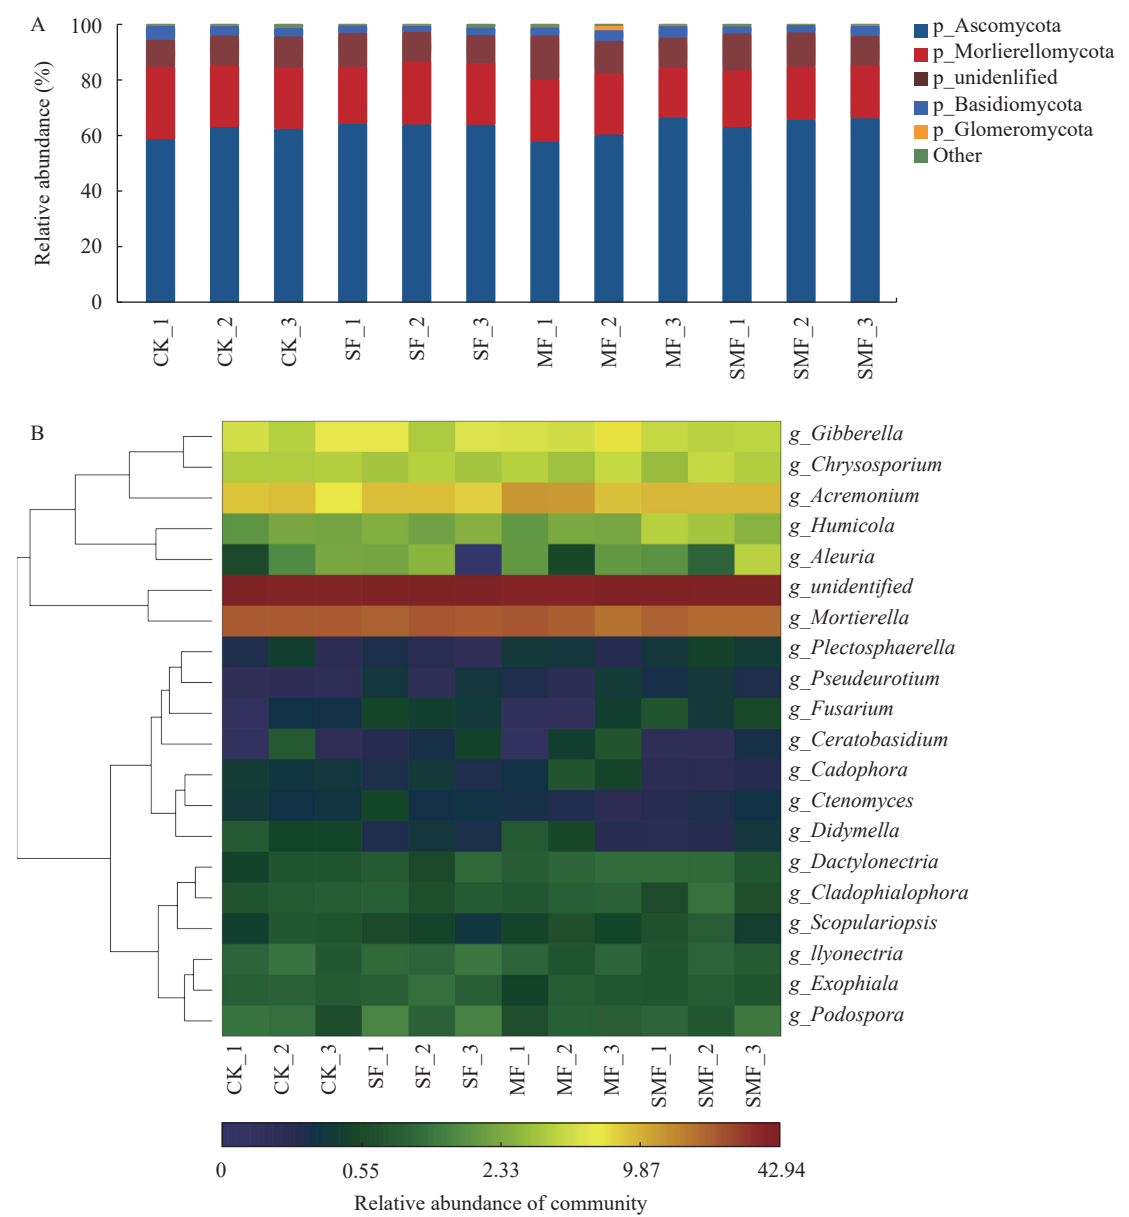 A
Relative abundance (%)
100
80
60
40
20
0
CK_1
CK_2
CK_3
SF_1
SF_2
SF_3
MF_1
MF_2
MF_3
SMF_1
SMF_2
SMF_3
p_Ascomycota
p_Morlierellomycota
p_unidenlified
p_Basidiomycota
p_Glomeromycota
Other
B
g_Gibberella
g_Chrysosporium
g_Acremonium
g_Humicola
g_Aleuria
g_unidentified
g_Mortierella
g_Plectosphaerella
g_Pseudeurotium
g_Fusarium
g_Ceratobasidium
g_Cadophora
g_Ctenomyces
g_Didymella
g_Dactylonectria
g_Cladophialophora
g_Scopulariopsis
g_llyonectria
g_Exophiala
g_Podospora
CK_1
CK_2
CK_3
SF_1
SF_2
SF_3
MF_1
MF_2
MF_3
SMF_1
SMF_2
SMF_3
0
0.55
2.33
9.87
42.94
Relative abundance of community